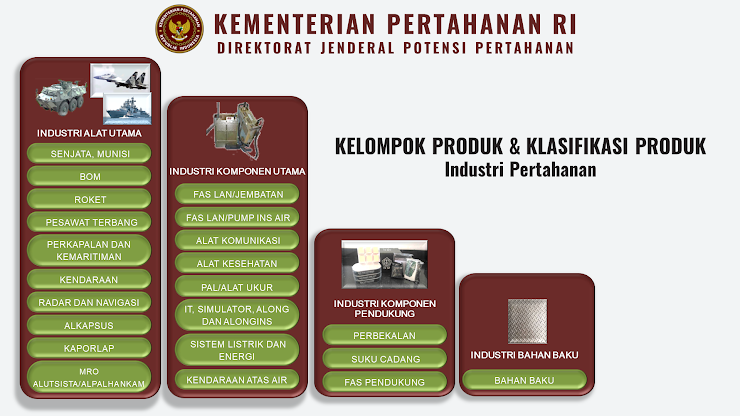 KEMENTERIAN PERTAHANAN RI
DIREKTORAT JENDERAL POTENSI PERTAHANAN
KELOMPOK PRODUK & KLASIFIKASI PRODUK
Industri Pertahanan
INDUSTRI ALAT UTAMA
SENJATA, MUNISI
BOM
ROKET
PESAWAT TERBANG
PERKAPALAN DAN
KEMARITIMAN
KENDARAAN
RADAR DAN NAVIGASI
ALKAPSUS
KAPORLAP
MRO
ALUTSISTA/ALPALHANKAM
INDUSTRI KOMPONEN UTAMA
FAS LAN/JEMBATAN
FAS LAN/PUMP INS AIR
ALAT KOMUNIKASI
ALAT KESEHATAN
PAL/ALAT UKUR
IT, SIMULATOR, ALONG
DAN ALONGINS
SISTEM LISTRIK DAN
ENERGI
KENDARAAN ATAS AIR
INDUSTRI KOMPONEN
PENDUKUNG
PERBEKALAN
SUKU CADANG
FAS PENDUKUNG
INDUSTRI BAHAN BAKU
BAHAN BAKU